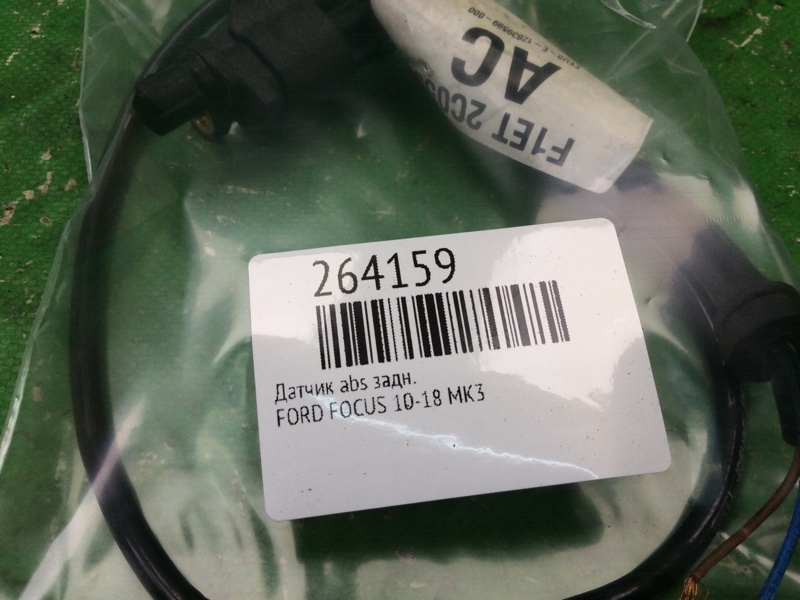 F1ET 2C0
AC
264159
Датчик abs задн.
FORD FOCUS 10-18 MK3